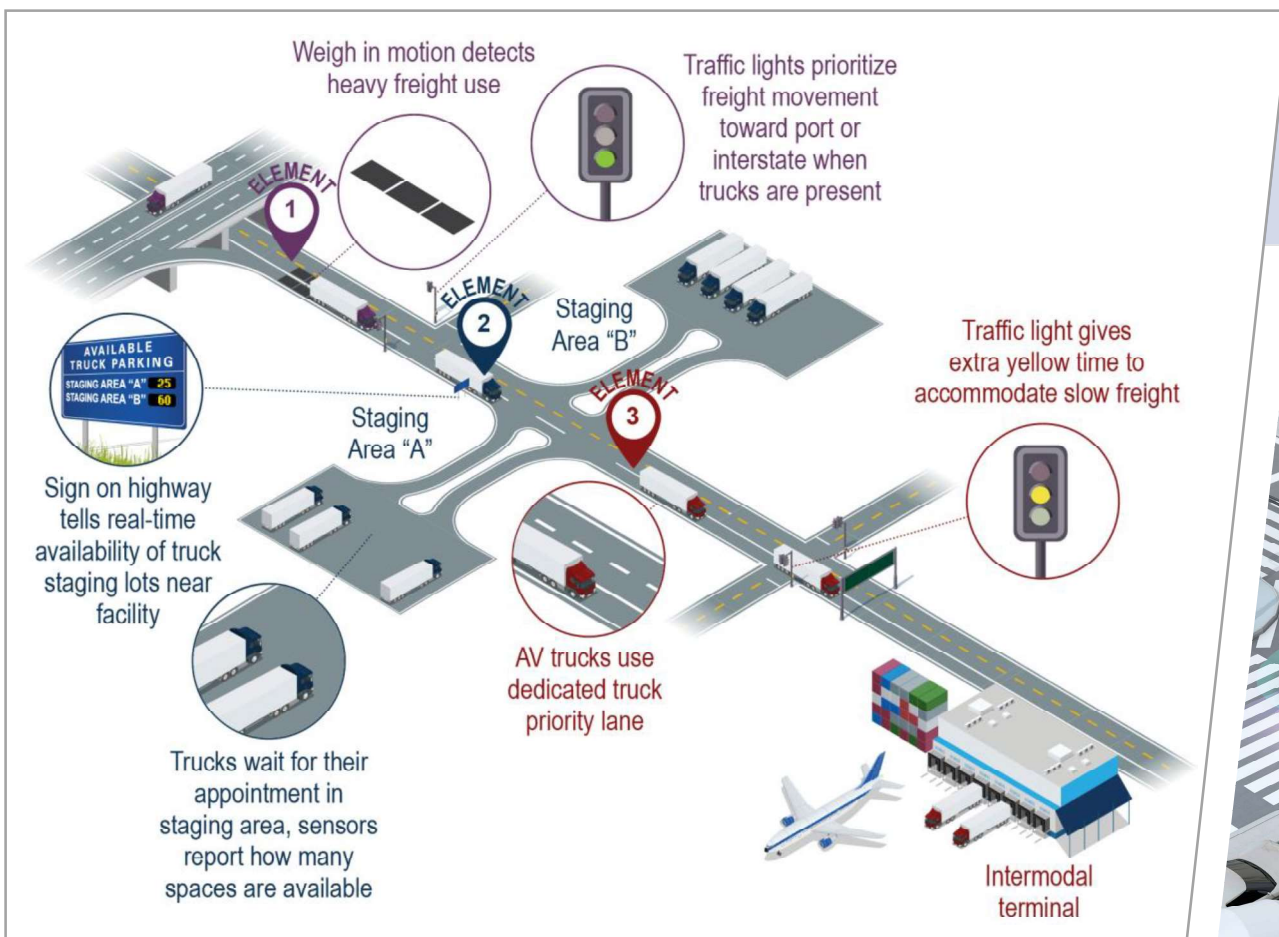 Weigh in motion detects
heavy freight use
Traffic lights prioritize
freight movement
toward port or
interstate when
trucks are present
ELEMENT
1
ELEMENT
2
Staging
Area "B"
AVAILABLE
TRUCK PARKING
STAGING AREA "A" 25
STAGING AREA "B" 60
Sign on highway
tells real-time
availability of truck
staging lots near
facility
Staging
Area "A"
ELEMENT
3
Traffic light gives
extra yellow time to
accommodate slow freight
AV trucks use
dedicated truck
priority lane
Trucks wait for their
appointment in
staging area, sensors
report how many
spaces are available
Intermodal
terminal